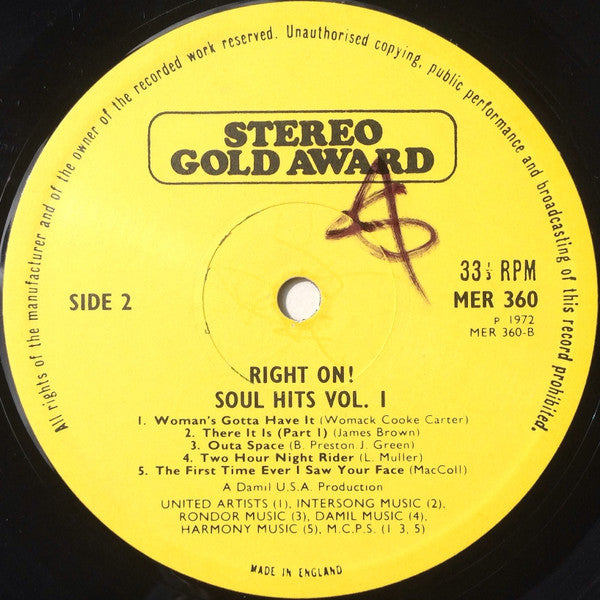 All rights of the manufacturer and of the owner of the recorded work reserved. Unauthorised copying, public performance and broadcasting of this record prohibited.
STEREO
GOLD AWARD
33⅓ RPM
SIDE 2
MER 360
P 1972
MER 360-B
RIGHT ON!
SOUL HITS VOL. I
1. Woman's Gotta Have It (Womack Cooke Carter)
2. There It Is (Part 1) (James Brown)
3. Outa Space (B. Preston J. Green)
4. Two Hour Night Rider (L. Muller)
5. The First Time Ever I Saw Your Face (MacColl)
A Damil U.S.A. Production
UNITED ARTISTS (1), INTERSONG MUSIC (2),
RONDOR MUSIC (3), DAMIL MUSIC (4),
HARMONY MUSIC (5), M.C.P.S. (1 3, 5)
MADE IN ENGLAND